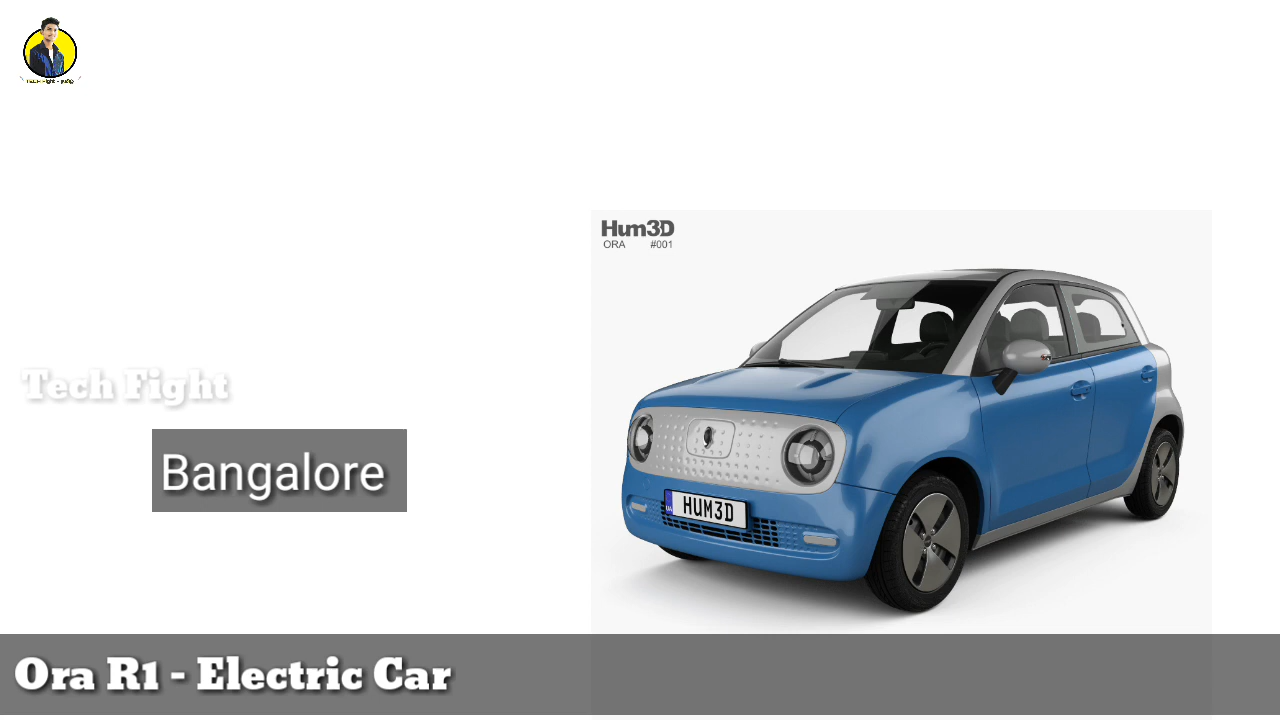 Hum3D
ORA #001
Tech Fight
Bangalore
HUM3D
Ora R1 - Electric Car